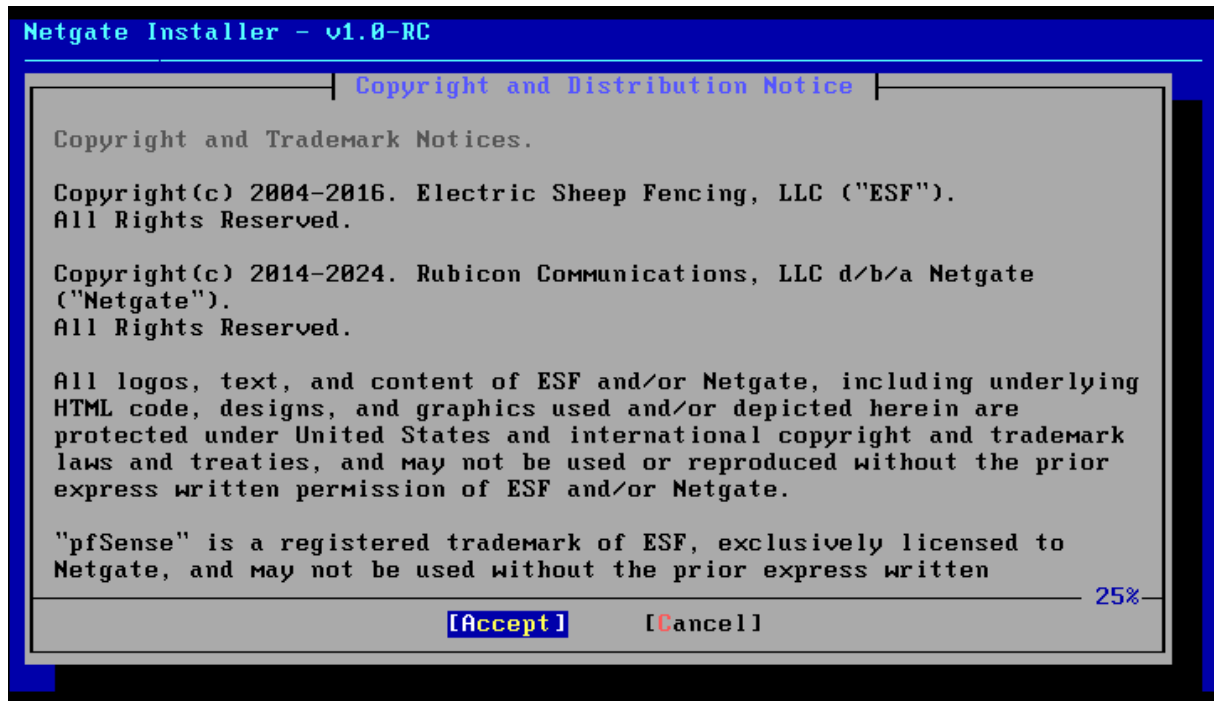 Netgate Installer - v1.0-RC
Copyright and Distribution Notice
Copyright and Trademark Notices.
Copyright(c) 2004-2016. Electric Sheep Fencing, LLC ("ESF").
All Rights Reserved.
Copyright(c) 2014-2024. Rubicon Communications, LLC d/b/a Netgate
("Netgate").
All Rights Reserved.
All logos, text, and content of ESF and/or Netgate, including underlying
HTML code, designs, and graphics used and/or depicted herein are
protected under United States and international copyright and trademark
laws and treaties, and may not be used or reproduced without the prior
express written permission of ESF and/or Netgate.
"pfSense" is a registered trademark of ESF, exclusively licensed to
Netgate, and may not be used without the prior express written
25%
[Accept] [Cancel]